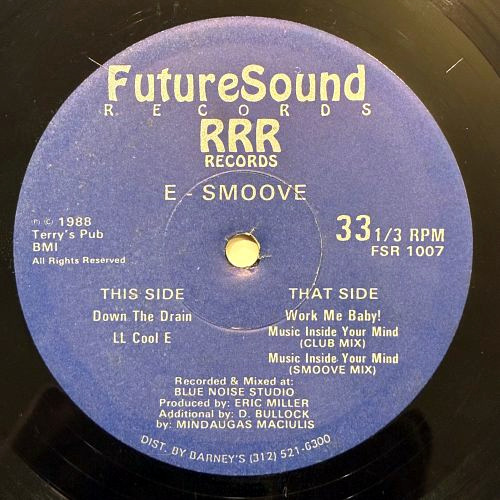 FutureSound
RECORDS
RRR
RECORDS
E - SMOOVE
℗ © 1988
Terry's Pub
BMI
All Rights Reserved
33 1/3 RPM
FSR 1007
THIS SIDE
Down The Drain
LL Cool E
THAT SIDE
Work Me Baby!
Music Inside Your Mind
(CLUB MIX)
Music Inside Your Mind
(SMOOVE MIX)
Recorded & Mixed at:
BLUE NOISE STUDIO
Produced by: ERIC MILLER
Additional by: D. BULLOCK
by: MINDAUGAS MACIULIS
DIST. BY BARNEY'S (312) 521-6300